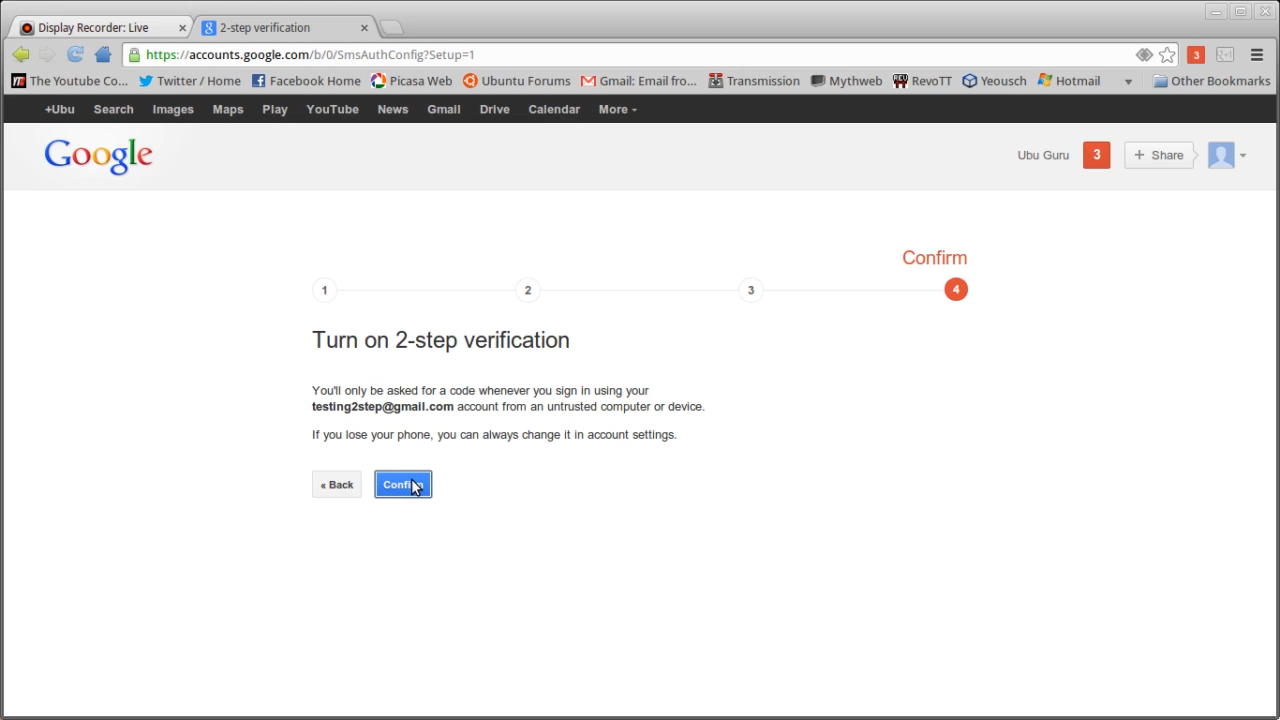 Display Recorder: Live
2-step verification
https://accounts.google.com/b/0/SmsAuthConfig?Setup=1
3
The Youtube Co... Twitter / Home Facebook Home Picasa Web Ubuntu Forums Gmail: Email fro... Transmission Mythweb RevoTT Yeousch Hotmail Other Bookmarks
+Ubu Search Images Maps Play YouTube News Gmail Drive Calendar More
Google
Ubu Guru 3 + Share
Confirm
1 2 3 4
Turn on 2-step verification
You'll only be asked for a code whenever you sign in using your
testing2step@gmail.com account from an untrusted computer or device.
If you lose your phone, you can always change it in account settings.
« Back Confirm